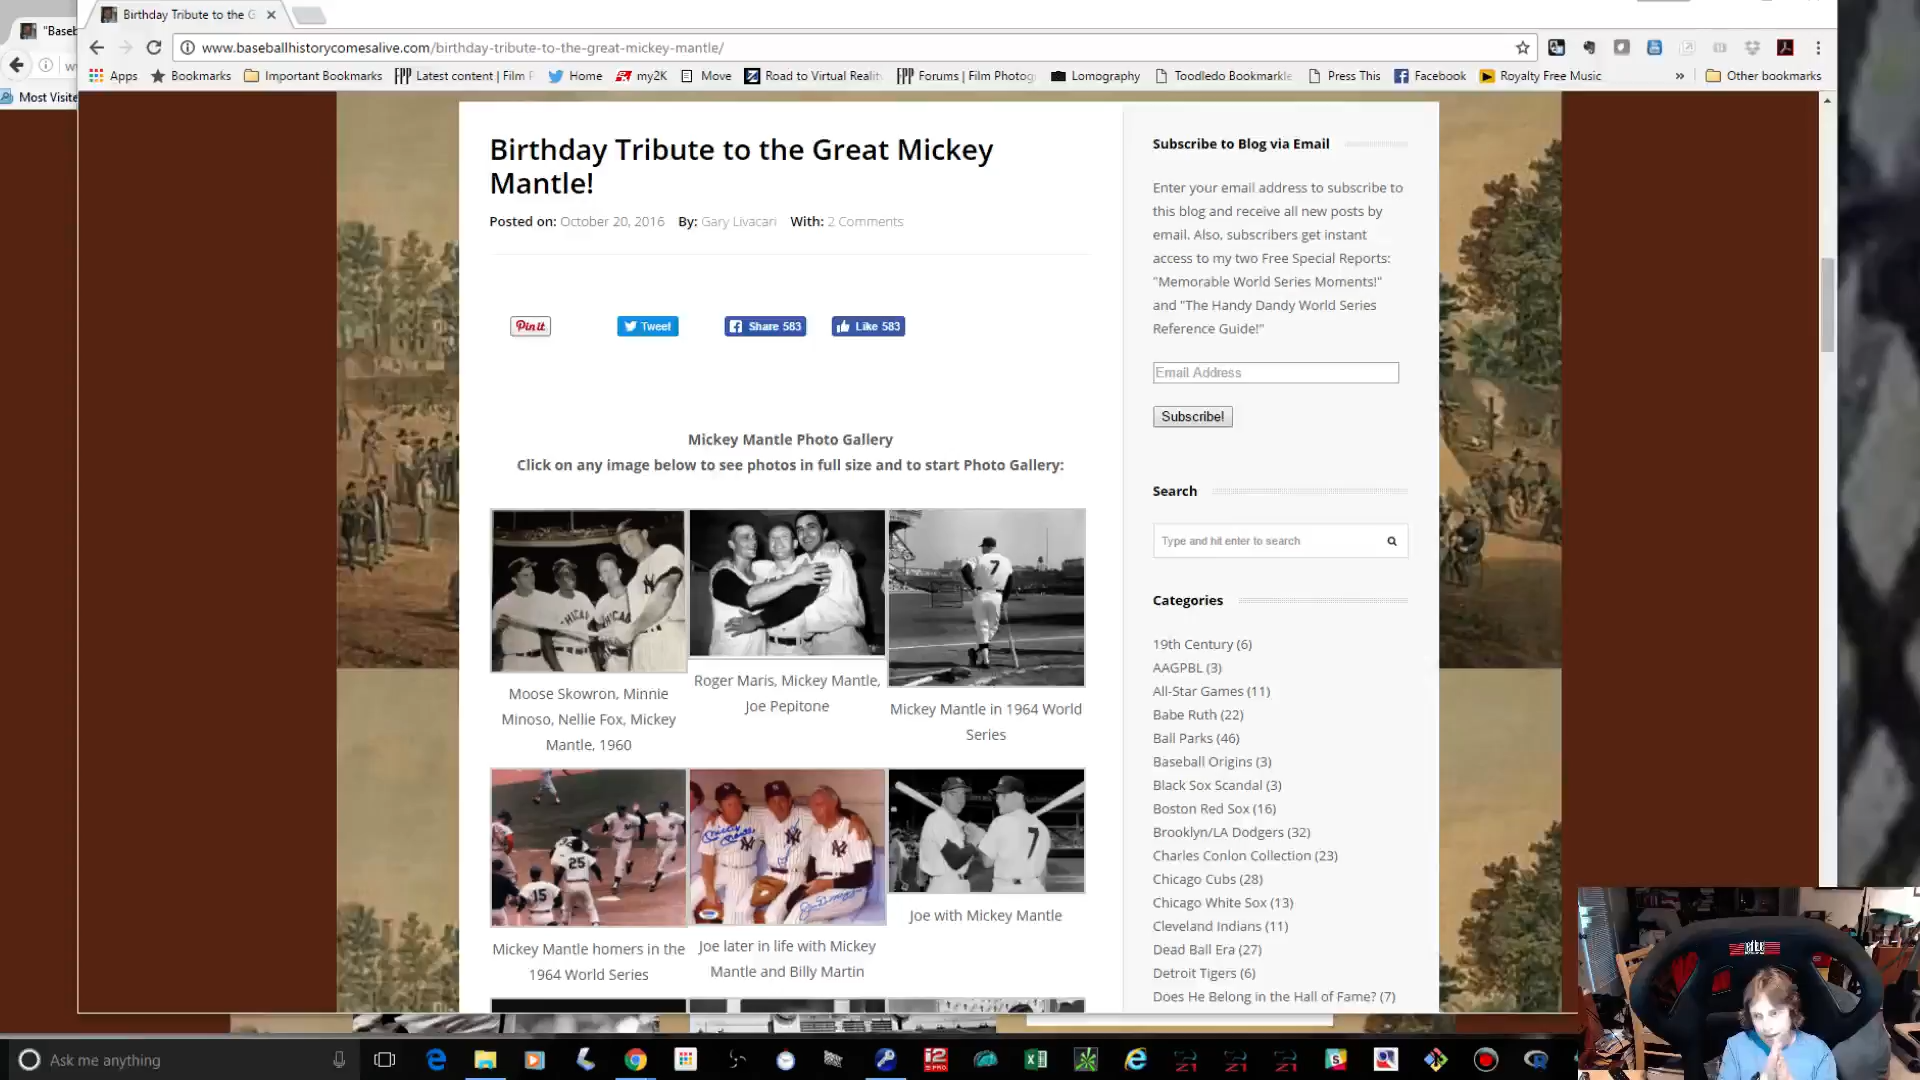 "Baseb
Birthday Tribute to the G
www.baseballhistorycomesalive.com/birthday-tribute-to-the-great-mickey-mantle/
Apps
Bookmarks
Important Bookmarks
Latest content | Film P
Home
my2K
Move
Road to Virtual Realit
Forums | Film Photog
Lomography
Toodledo Bookmarkle
Press This
Facebook
Royalty Free Music
»
Other bookmarks
Most Visite
Birthday Tribute to the Great Mickey
Mantle!
Posted on: October 20, 2016 By: Gary Livacari With: 2 Comments
Pin it
Tweet
Share 583
Like 583
Mickey Mantle Photo Gallery
Click on any image below to see photos in full size and to start Photo Gallery:
Moose Skowron, Minnie
Minoso, Nellie Fox, Mickey
Mantle, 1960
Roger Maris, Mickey Mantle,
Joe Pepitone
7
Mickey Mantle in 1964 World
Series
25
15
Mickey Mantle homers in the
1964 World Series
Joe later in life with Mickey
Mantle and Billy Martin
7
Joe with Mickey Mantle
Subscribe to Blog via Email
Enter your email address to subscribe to
this blog and receive all new posts by
email. Also, subscribers get instant
access to my two Free Special Reports:
"Memorable World Series Moments!"
and "The Handy Dandy World Series
Reference Guide!"
Email Address
Subscribe!
Search
Type and hit enter to search
Categories
19th Century (6)
AAGPBL (3)
All-Star Games (11)
Babe Ruth (22)
Ball Parks (46)
Baseball Origins (3)
Black Sox Scandal (3)
Boston Red Sox (16)
Brooklyn/LA Dodgers (32)
Charles Conlon Collection (23)
Chicago Cubs (28)
Chicago White Sox (13)
Cleveland Indians (11)
Dead Ball Era (27)
Detroit Tigers (6)
Does He Belong in the Hall of Fame? (7)
Ask me anything